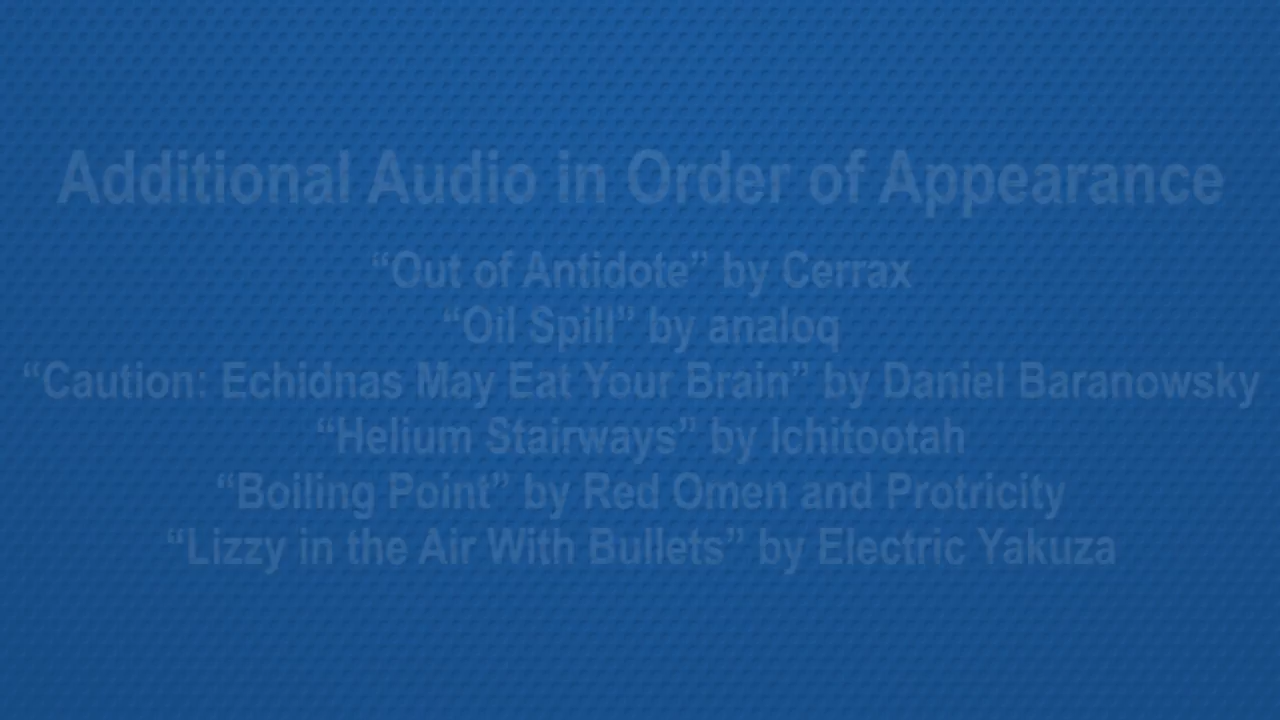 Additional Audio in Order of Appearance
“Out of Antidote” by Cerrax
“Oil Spill” by analoq
“Caution: Echidnas May Eat Your Brain” by Daniel Baranowsky
“Helium Stairways” by Ichitootah
“Boiling Point” by Red Omen and Protricity
“Lizzy in the Air With Bullets” by Electric Yakuza